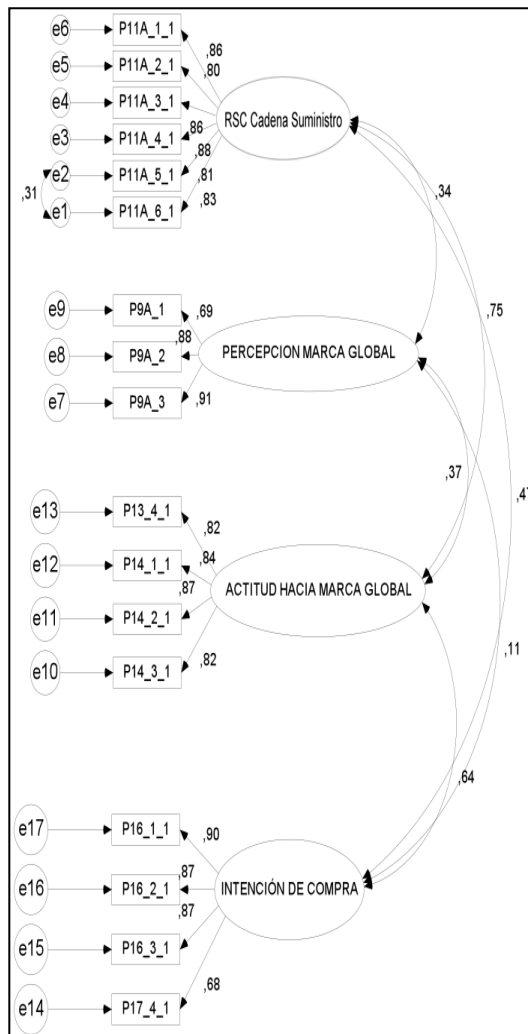 e6 P11A_1_1 ,86
e5 P11A_2_1 ,80
e4 P11A_3_1 RSC Cadena Suministro
e3 P11A_4_1 ,86
e2 P11A_5_1 ,88
,81
,31 e1 P11A_6_1 ,83
,34
,75
e9 P9A_1 ,69
e8 P9A_2 ,88 PERCEPCION MARCA GLOBAL
e7 P9A_3 ,91
,37
,47
e13 P13_4_1 ,82
e12 P14_1_1 ,84
,87 ACTITUD HACIA MARCA GLOBAL
e11 P14_2_1
e10 P14_3_1 ,82
,11
,64
e17 P16_1_1 ,90
e16 P16_2_1 ,87 INTENCIÓN DE COMPRA
,87
e15 P16_3_1
,68
e14 P17_4_1